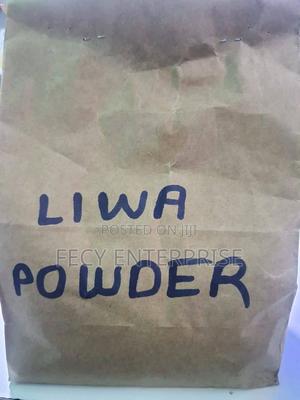 LIWA
POSTED ON JIJI
FECY ENTERPRISE
POWDER